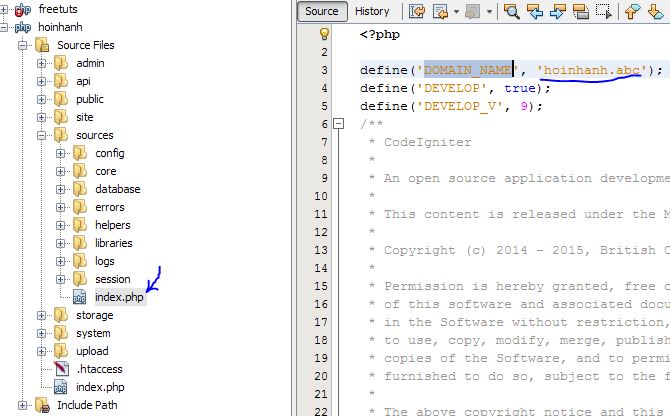 freetuts
hoinhanh
Source Files
admin
api
public
site
sources
config
core
database
errors
helpers
libraries
logs
session
index.php
storage
system
upload
.htaccess
index.php
Include Path
Source History
1 <?php
2
3 define('DOMAIN_NAME', 'hoinhanh.abc');
4 define('DEVELOP', true);
5 define('DEVELOP_V', 9);
6 /**
7 * CodeIgniter
8 *
9 * An open source application developme
10 *
11 * This content is released under the M
12 *
13 * Copyright (c) 2014 - 2015, British C
14 *
15 * Permission is hereby granted, free o
16 * of this software and associated docu
17 * in the Software without restriction,
18 * to use, copy, modify, merge, publish
19 * copies of the Software, and to permi
20 * furnished to do so, subject to the f
21 *
22 * The above copyright notice and this